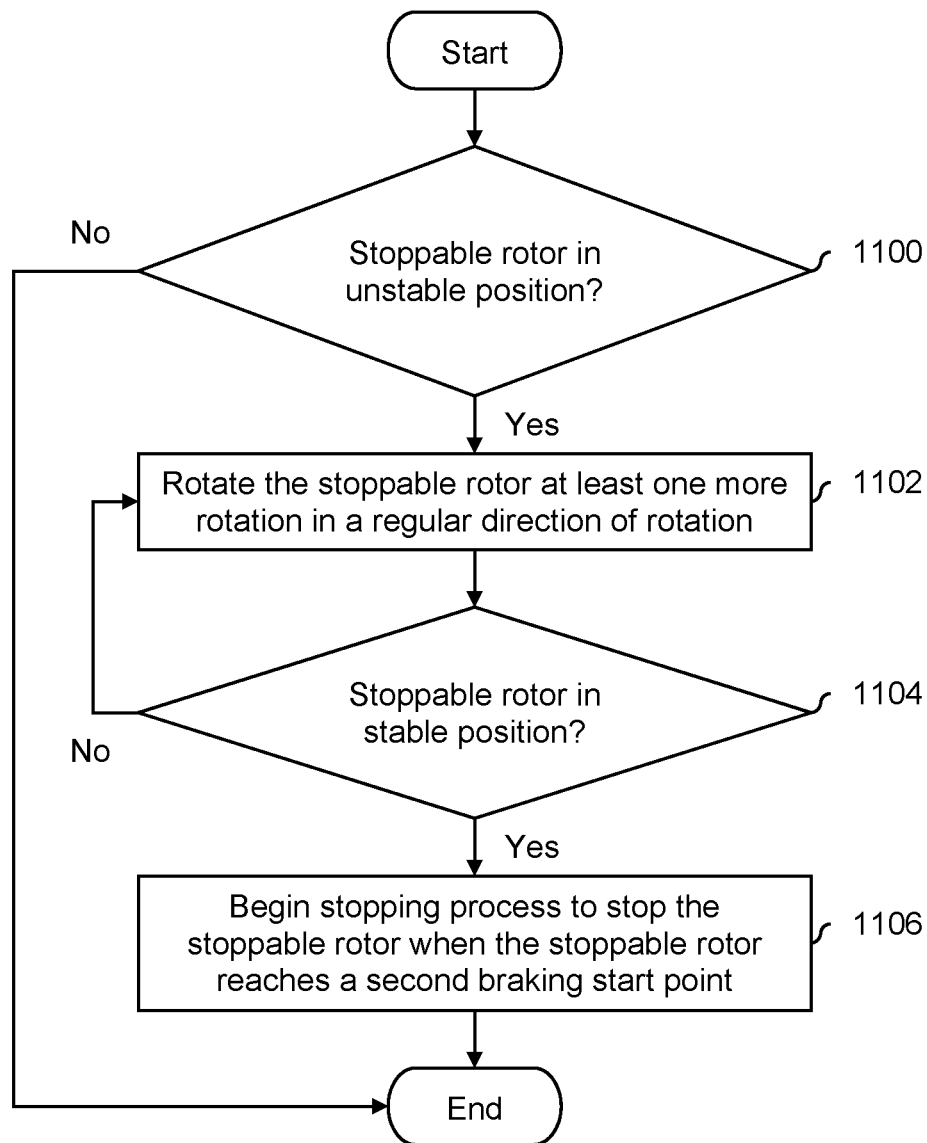 Start
No
Stoppable rotor in
unstable position?
1100
Yes
Rotate the stoppable rotor at least one more
rotation in a regular direction of rotation
1102
Stoppable rotor in
stable position?
1104
No
Yes
Begin stopping process to stop the
stoppable rotor when the stoppable rotor
reaches a second braking start point
1106
End